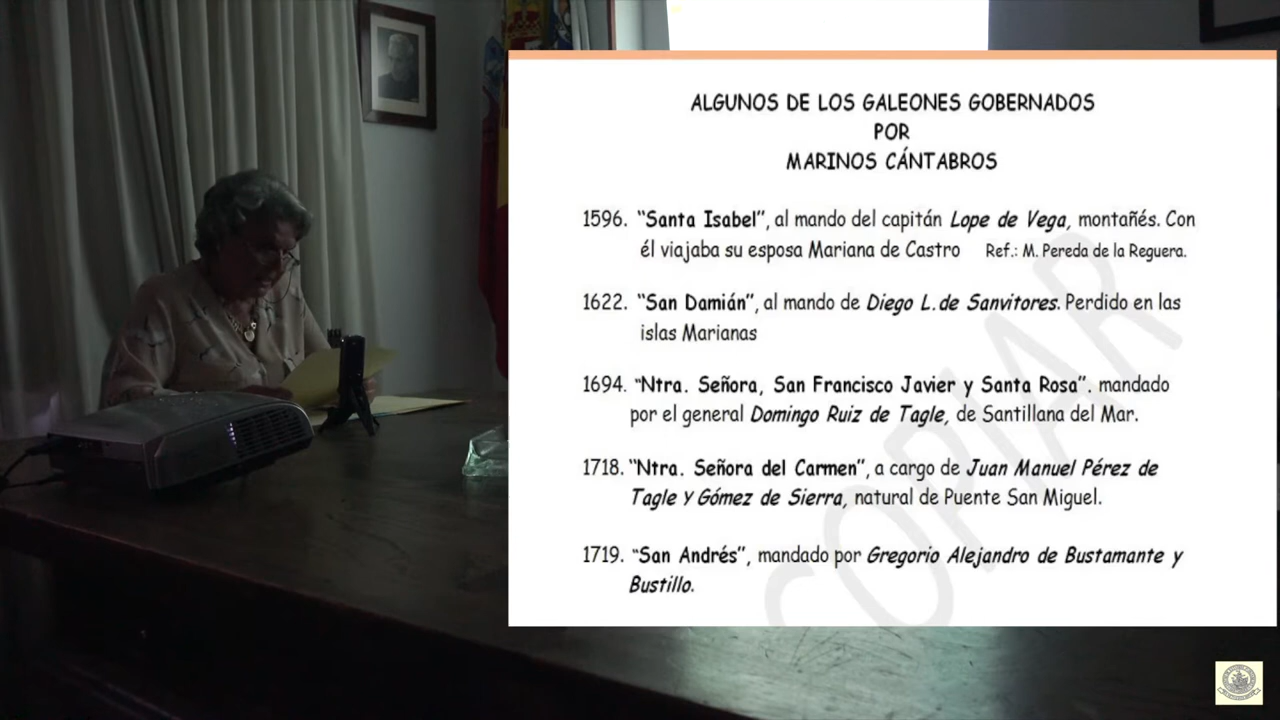 ALGUNOS DE LOS GALEONES GOBERNADOS
POR
MARINOS CÁNTABROS
1596. “Santa Isabel”, al mando del capitán Lope de Vega, montañés. Con
él viajaba su esposa Mariana de Castro Ref.: M. Pereda de la Reguera.
1622. “San Damián”, al mando de Diego L.de Sanvitores. Perdido en las
islas Marianas
1694. “Ntra. Señora, San Francisco Javier y Santa Rosa”. mandado
por el general Domingo Ruiz de Tagle, de Santillana del Mar.
1718. “Ntra. Señora del Carmen”, a cargo de Juan Manuel Pérez de
Tagle Y Gómez de Sierra, natural de Puente San Miguel.
1719. “San Andrés”, mandado por Gregorio Alejandro de Bustamante y
Bustillo.
COPIAR